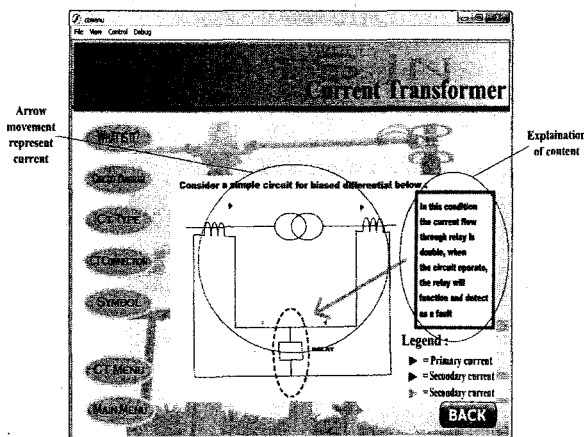 ctmenu
File View Control Debug
Current Transformer
Arrow
movement
represent
current
Explaination
of content
Consider a simple circuit for biased differential below
In this condition
the current flow
through relay is
double, when
the circuit operate,
the relay will
function and detect
as a fault
RELAY
SYMBOL
CT MENU
MAIN MENU
Legend :
= Primary current
= Secondary current
= Secondary current
BACK